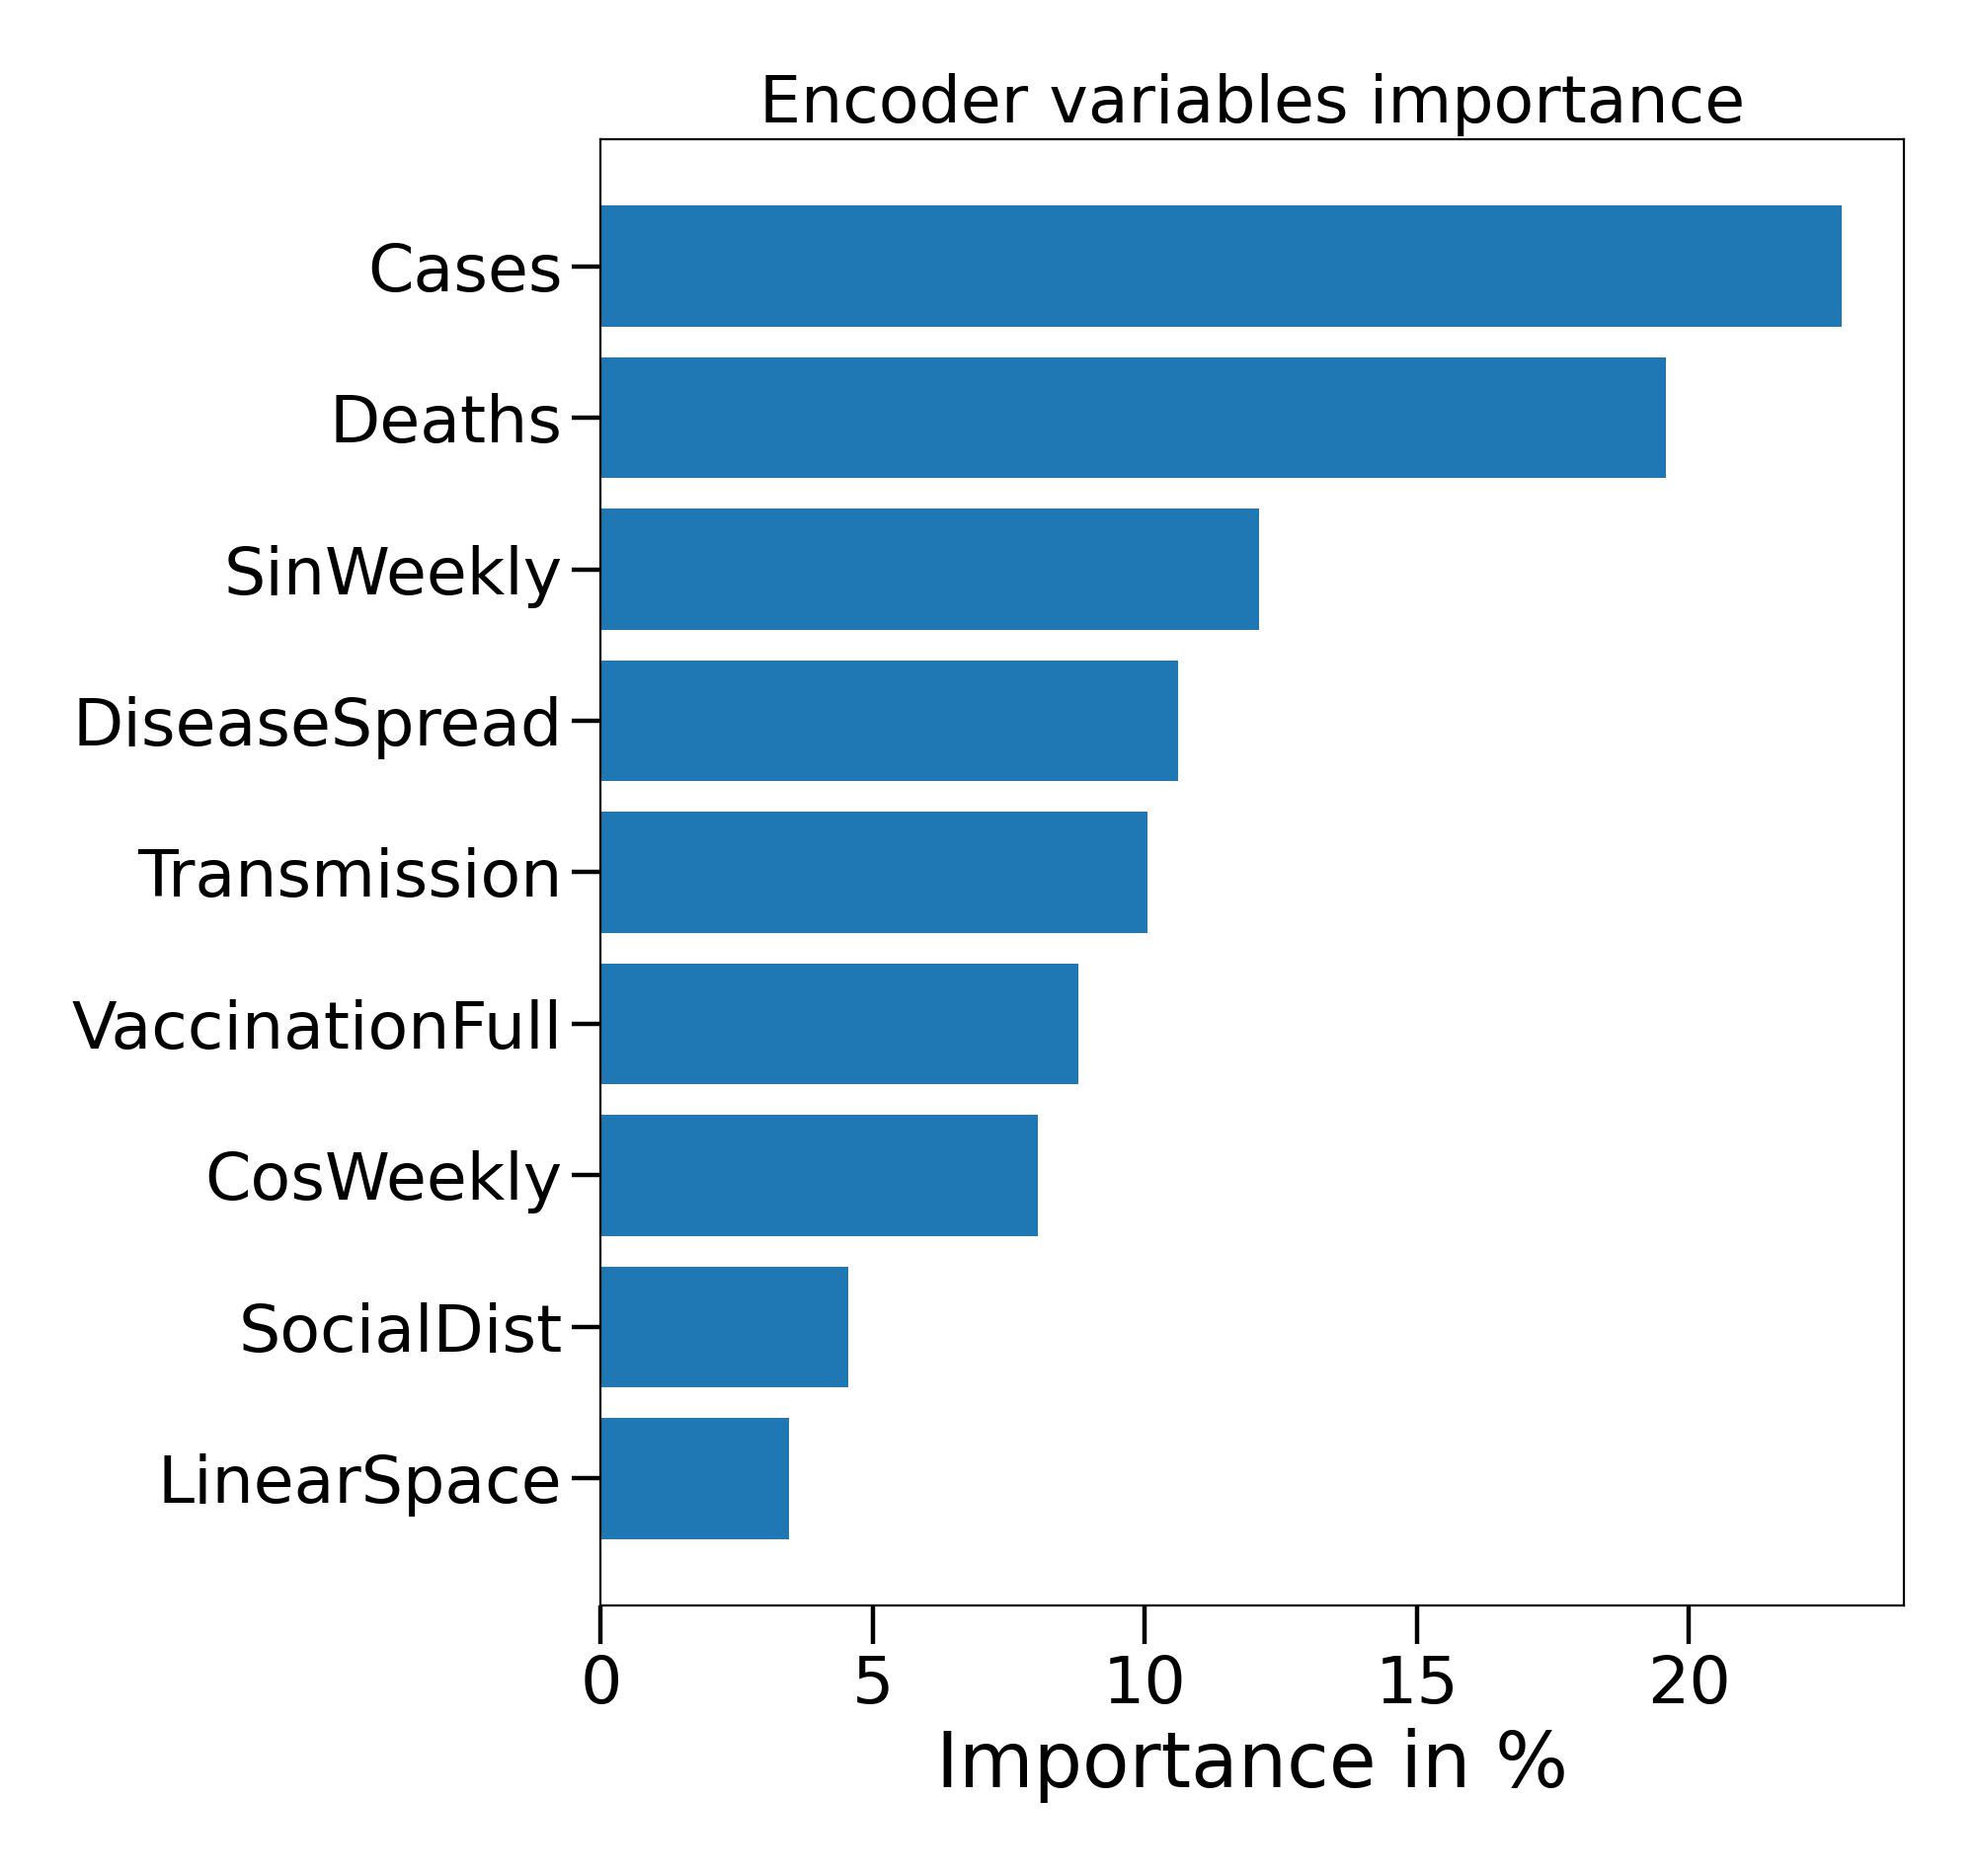 Encoder variables importance
Cases
Deaths
SinWeekly
DiseaseSpread
Transmission
VaccinationFull
CosWeekly
SocialDist
LinearSpace
0 5 10 15 20
Importance in %